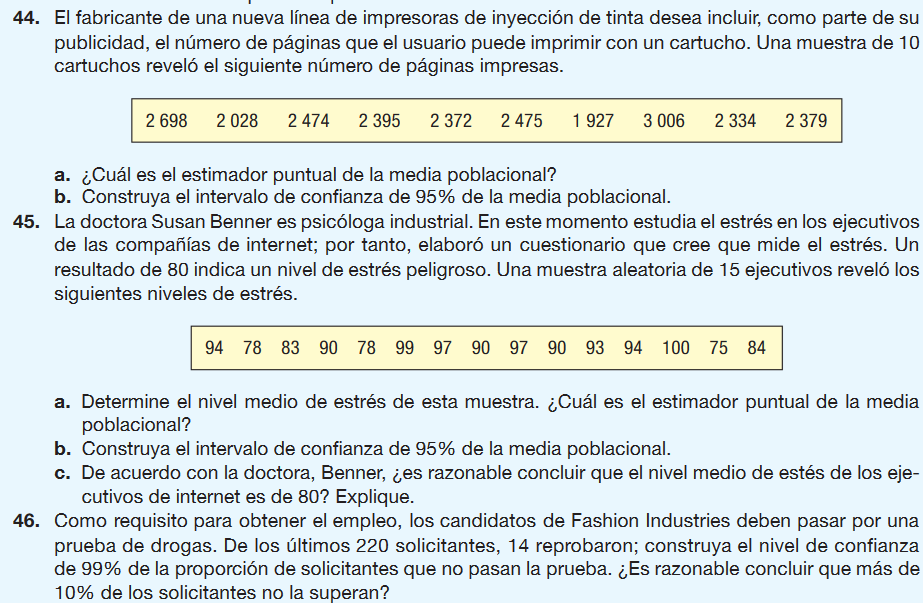 44. El fabricante de una nueva línea de impresoras de inyección de tinta desea incluir, como parte de su
publicidad, el número de páginas que el usuario puede imprimir con un cartucho. Una muestra de 10
cartuchos reveló el siguiente número de páginas impresas.
2 698 2 028 2 474 2 395 2 372 2 475 1 927 3 006 2 334 2 379
a. ¿Cuál es el estimador puntual de la media poblacional?
b. Construya el intervalo de confianza de 95% de la media poblacional.
45. La doctora Susan Benner es psicóloga industrial. En este momento estudia el estrés en los ejecutivos
de las compañías de internet; por tanto, elaboró un cuestionario que cree que mide el estrés. Un
resultado de 80 indica un nivel de estrés peligroso. Una muestra aleatoria de 15 ejecutivos reveló los
siguientes niveles de estrés.
94 78 83 90 78 99 97 90 97 90 93 94 100 75 84
a. Determine el nivel medio de estrés de esta muestra. ¿Cuál es el estimador puntual de la media
poblacional?
b. Construya el intervalo de confianza de 95% de la media poblacional.
c. De acuerdo con la doctora, Benner, ¿es razonable concluir que el nivel medio de estés de los eje-
cutivos de internet es de 80? Explique.
46. Como requisito para obtener el empleo, los candidatos de Fashion Industries deben pasar por una
prueba de drogas. De los últimos 220 solicitantes, 14 reprobaron; construya el nivel de confianza
de 99% de la proporción de solicitantes que no pasan la prueba. ¿Es razonable concluir que más de
10% de los solicitantes no la superan?